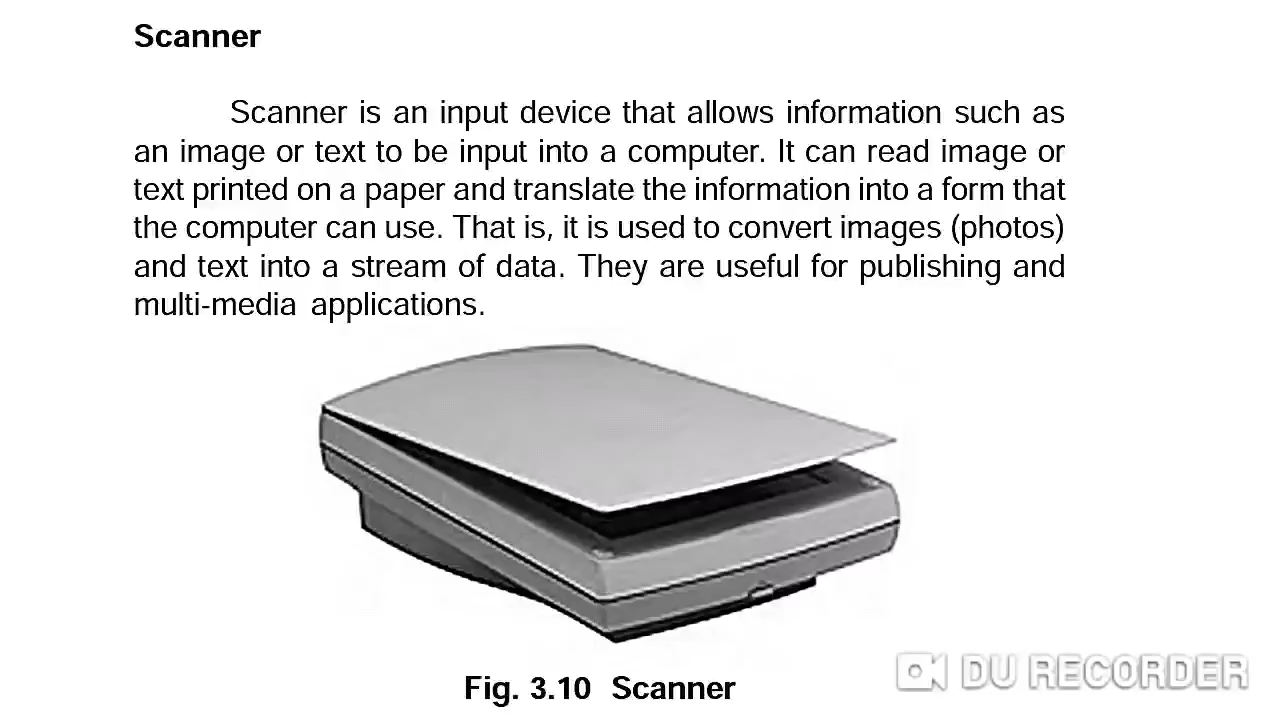 Scanner
Scanner is an input device that allows information such as
an image or text to be input into a computer. It can read image or
text printed on a paper and translate the information into a form that
the computer can use. That is, it is used to convert images (photos)
and text into a stream of data. They are useful for publishing and
multi-media applications.
Fig. 3.10 Scanner
DU RECORDER